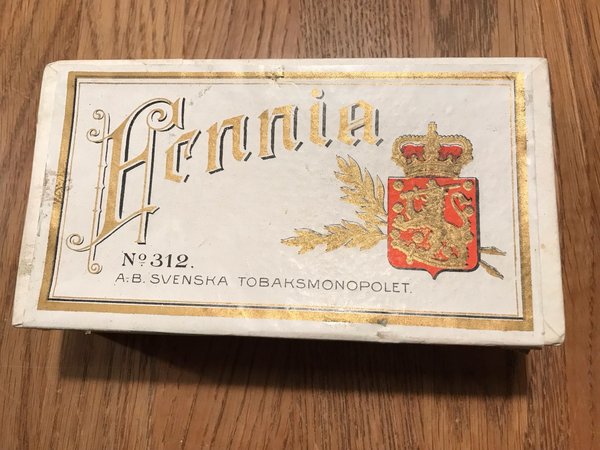 Fennia
Nº 312.
A.-B. SVENSKA TOBAKSMONOPOLET.